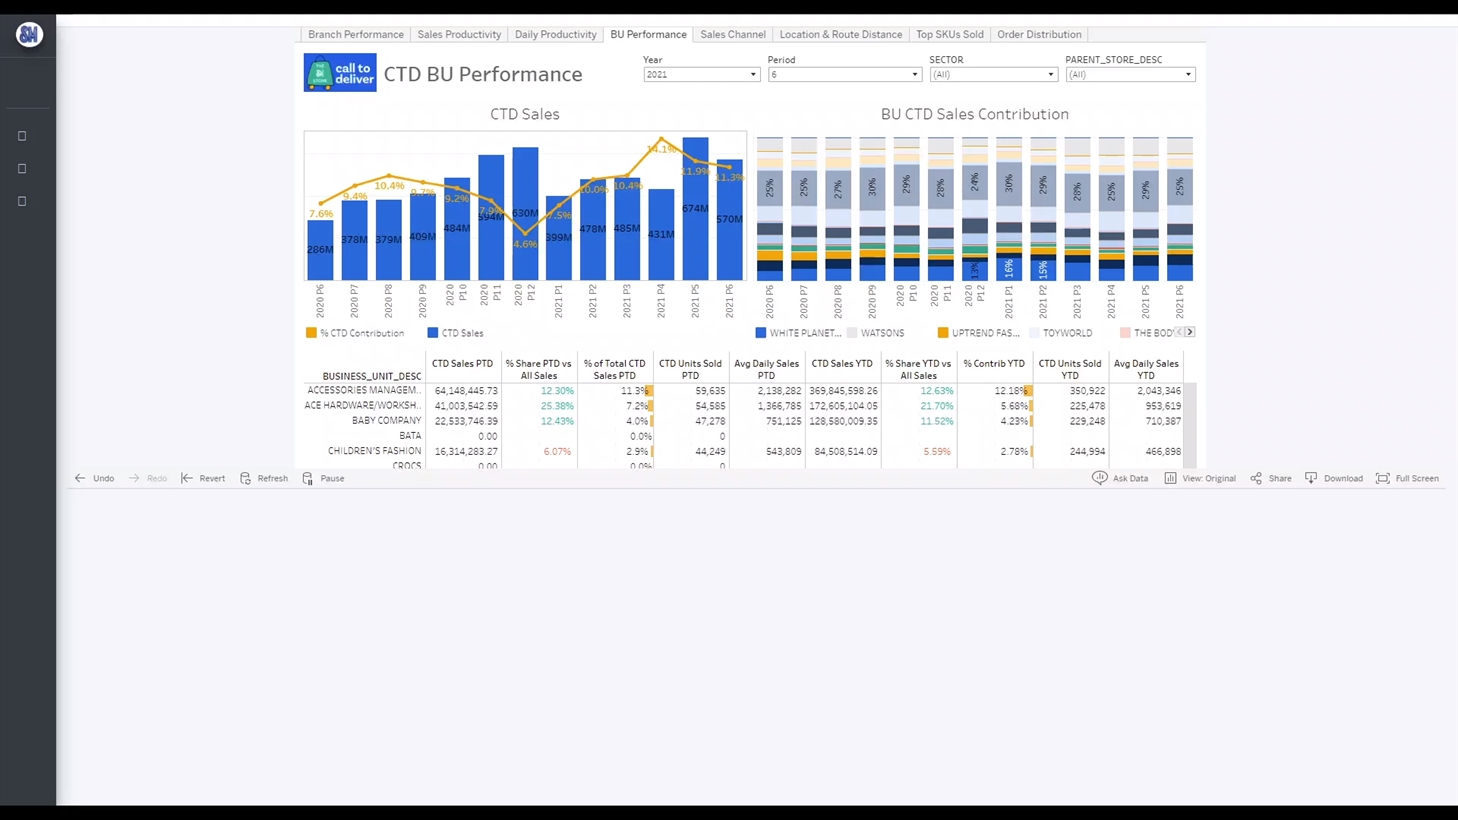 SM
Branch Performance Sales Productivity Daily Productivity BU Performance Sales Channel Location & Route Distance Top SKUs Sold Order Distribution
THE SM STORE
call to
deliver
CTD BU Performance
Year Period SECTOR PARENT_STORE_DESC
2021 6 (All) (All)
CTD Sales
14.1%
11.9%
11.3%
10.4%
10.0%
10.4%
9.7%
9.4%
9.2%
7.6%
7.9%
7.5%
4.6%
286M 378M 379M 409M 484M 594M 630M 399M 478M 485M 431M 674M 570M
2020 P6 2020 P7 2020 P8 2020 P9 2020 P10 2020 P11 2020 P12 2021 P1 2021 P2 2021 P3 2021 P4 2021 P5 2021 P6
% CTD Contribution CTD Sales
BU CTD Sales Contribution
25% 25% 27% 30% 29% 28% 24% 30% 29% 28% 25% 29% 25%
13% 16% 15%
2020 P6 2020 P7 2020 P8 2020 P9 2020 P10 2020 P11 2020 P12 2021 P1 2021 P2 2021 P3 2021 P4 2021 P5 2021 P6
WHITE PLANET... WATSONS UPTREND FAS... TOYWORLD THE BODY
BUSINESS_UNIT_DESC CTD Sales PTD % Share PTD vs All Sales % of Total CTD Sales PTD CTD Units Sold PTD Avg Daily Sales PTD CTD Sales YTD % Share YTD vs All Sales % Contrib YTD CTD Units Sold YTD Avg Daily Sales YTD
ACCESSORIES MANAGEM.. 64,148,445.73 12.30% 11.3% 59,635 2,138,282 369,845,598.26 12.63% 12.18% 350,922 2,043,346
ACE HARDWARE/WORKSH.. 41,003,542.59 25.38% 7.2% 54,585 1,366,785 172,605,104.05 21.70% 5.68% 225,478 953,619
BABY COMPANY 22,533,746.39 12.43% 4.0% 47,278 751,125 128,580,009.35 11.52% 4.23% 229,248 710,387
BATA 0.00 0.0% 0
CHILDREN'S FASHION 16,314,283.27 6.07% 2.9% 44,249 543,809 84,508,514.09 5.59% 2.78% 244,994 466,898
CROCS 0.00 0.0% 0
Undo Redo Revert Refresh Pause Ask Data View: Original Share Download Full Screen